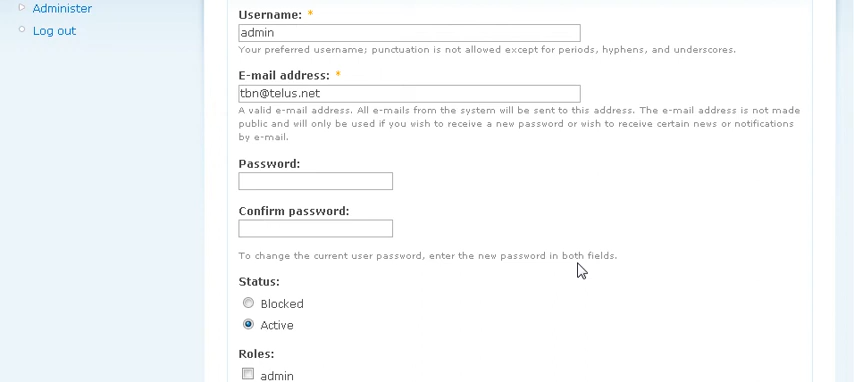 Administer
Log out
Username: *
admin
Your preferred username; punctuation is not allowed except for periods, hyphens, and underscores.
E-mail address: *
tbn@telus.net
A valid e-mail address. All e-mails from the system will be sent to this address. The e-mail address is not made
public and will only be used if you wish to receive a new password or wish to receive certain news or notifications
by e-mail.
Password:
Confirm password:
To change the current user password, enter the new password in both fields.
Status:
Blocked
Active
Roles:
admin